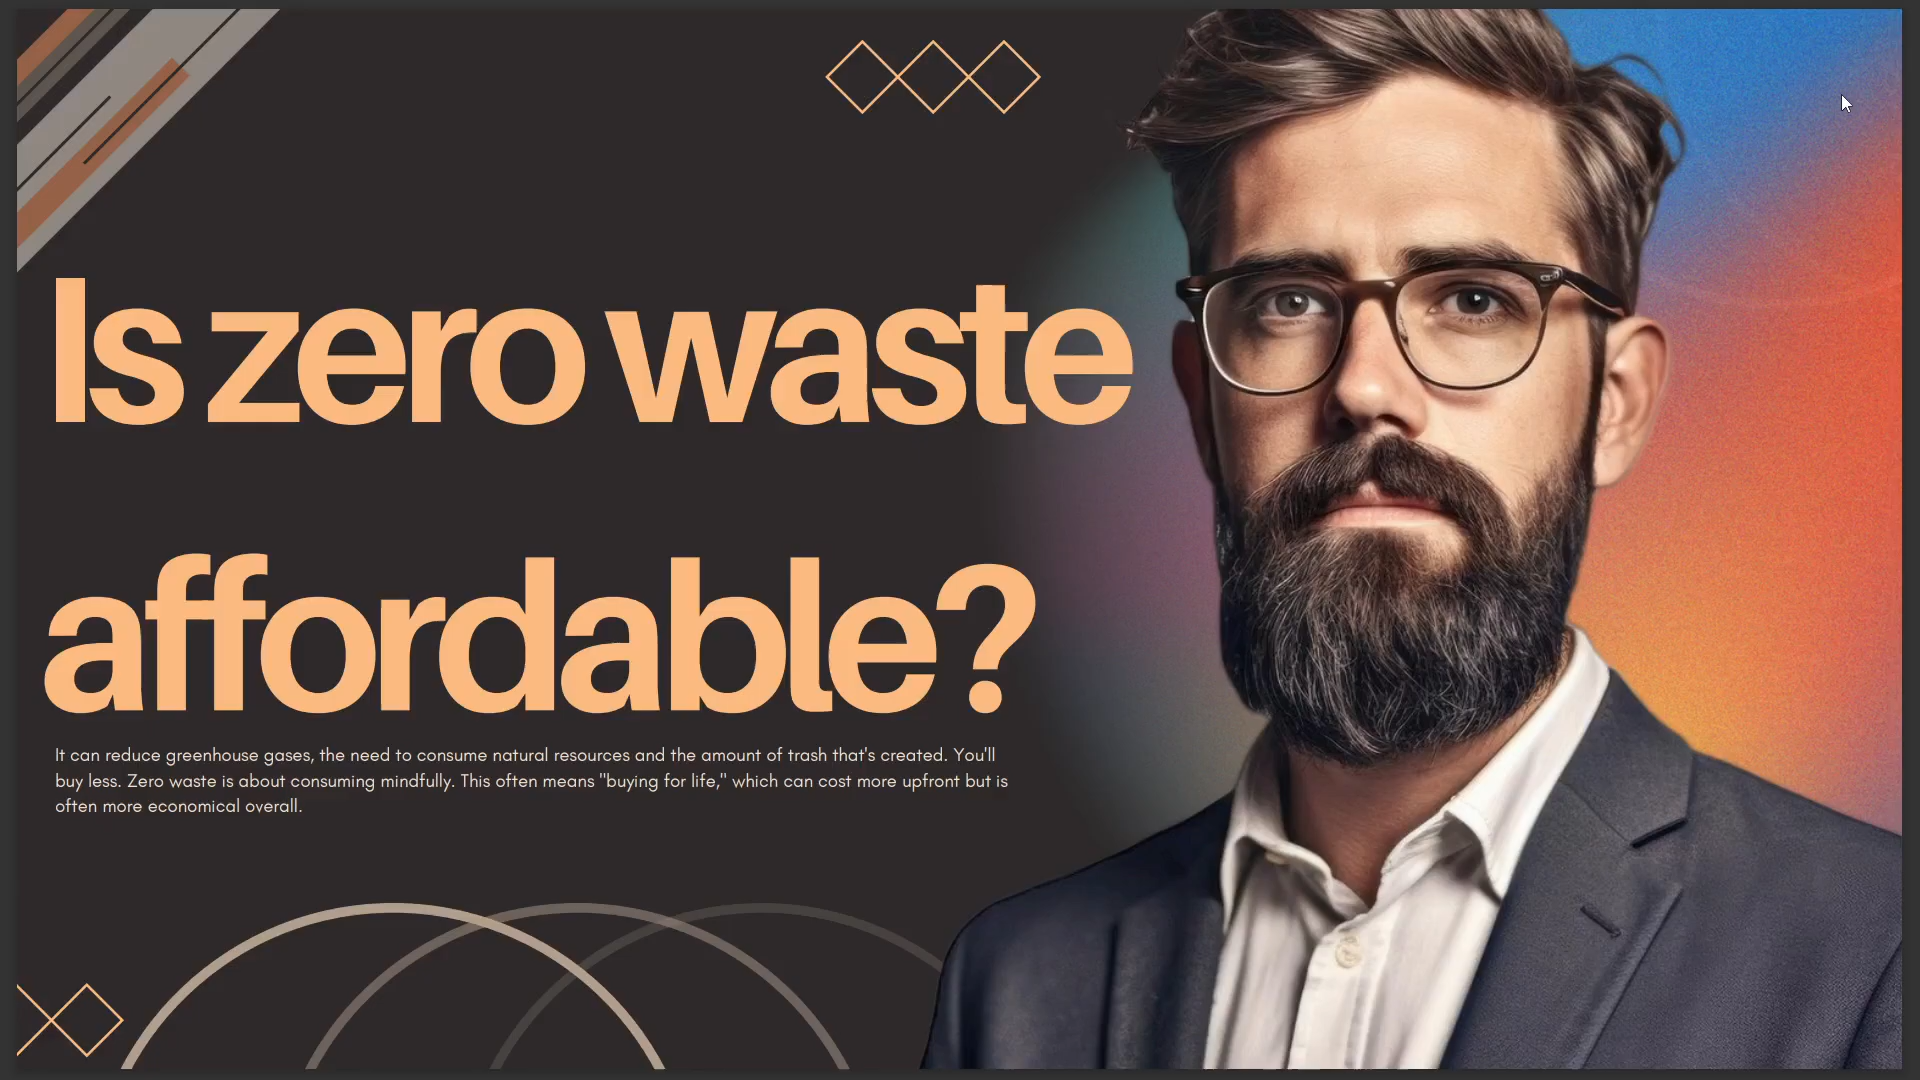 Is zero waste
affordable?
It can reduce greenhouse gases, the need to consume natural resources and the amount of trash that's created. You'll
buy less. Zero waste is about consuming mindfully. This often means "buying for life," which can cost more upfront but is
often more economical overall.